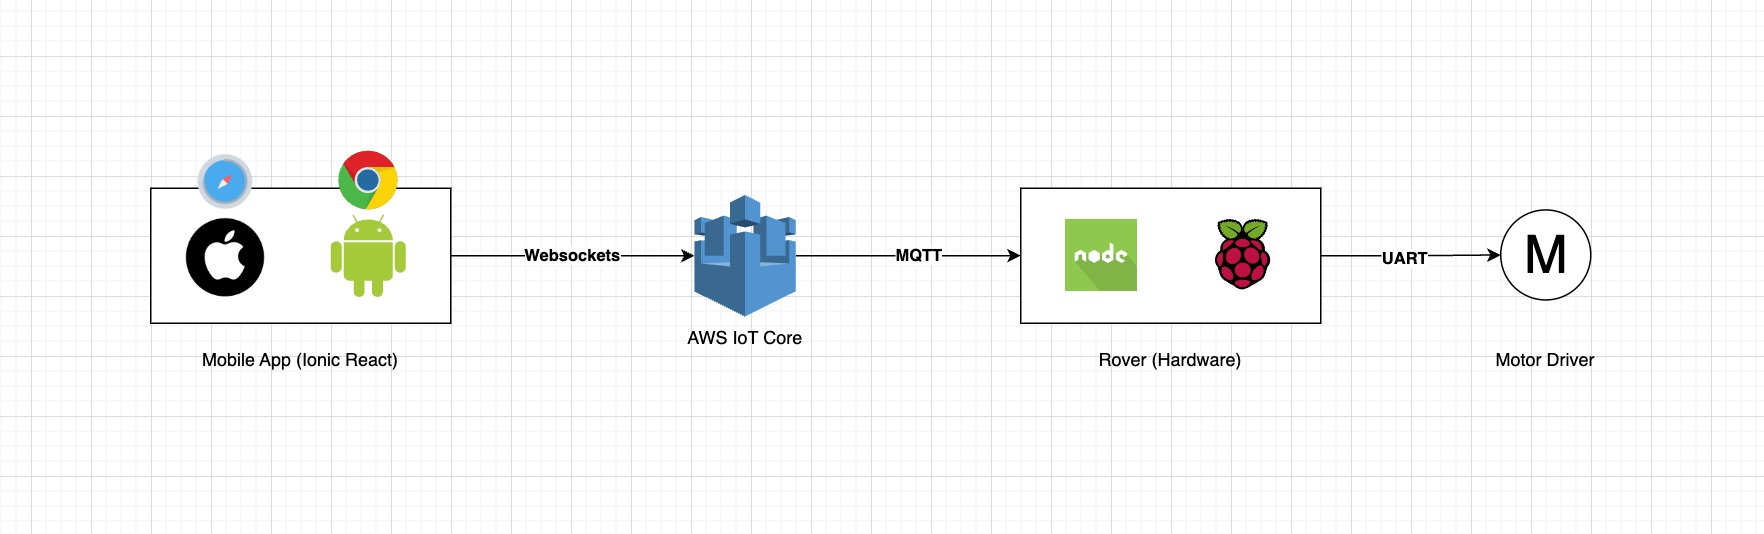 Websockets
MQTT
node
UART
M
AWS IoT Core
Mobile App (Ionic React)
Rover (Hardware)
Motor Driver